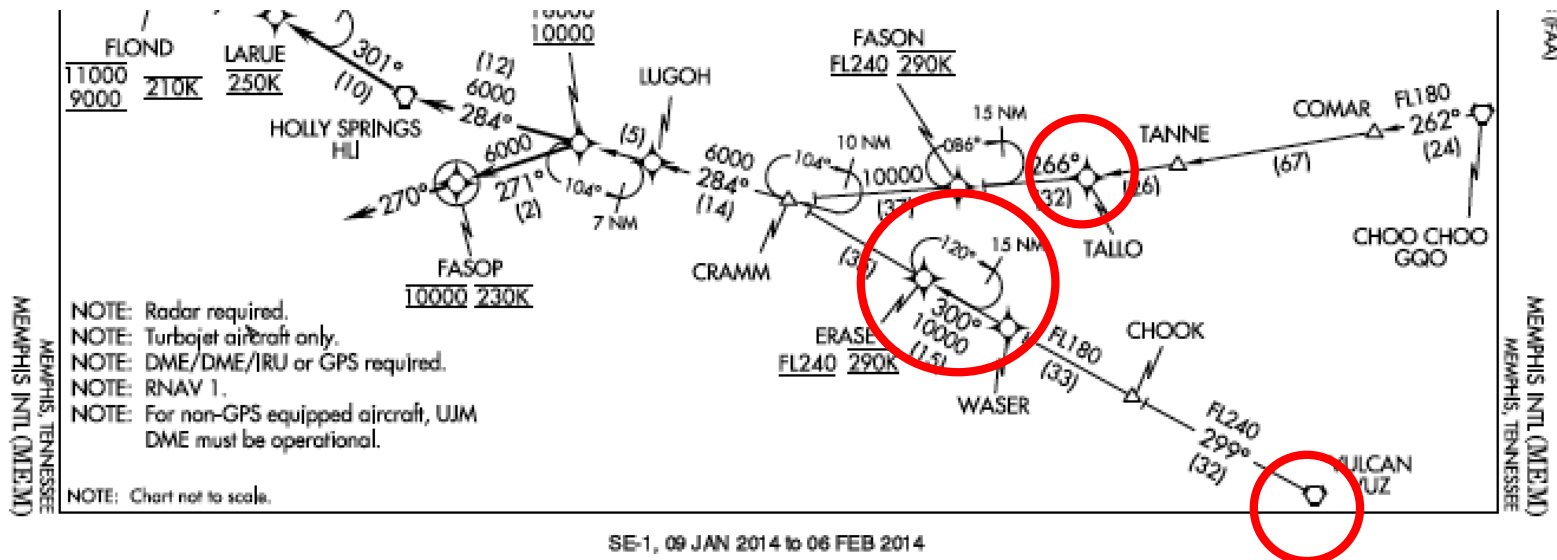 10000
FLOND
11000
9000
210K
LARUE
250K
301°
(10)
HOLLY SPRINGS
HLI
(12)
6000
284°
6000
271°
(2)
270°
FASOP
10000 230K
104°
7 NM
(5)
LUGOH
6000
284°
(14)
CRAMM
104°
10 NM
10000
(37)
FASON
FL240 290K
086°
15 NM
266°
(32)
TALLO
TANNE
(26)
COMAR
(67)
FL180
262°
(24)
CHOO CHOO
GQO
120°
15 NM
300°
10000
(15)
ERASE
FL240 290K
WASER
FL180
(33)
CHOOK
FL240
299°
(32)
VULCAN
VUZ
NOTE: Radar required.
NOTE: Turbojet aircraft only.
NOTE: DME/DME/IRU or GPS required.
NOTE: RNAV 1.
NOTE: For non-GPS equipped aircraft, UJM
DME must be operational.
NOTE: Chart not to scale.
MEMPHIS, TENNESSEE
MEMPHIS INTL (MEM)
(FAA)
MEMPHIS INTL (MEM)
MEMPHIS, TENNESSEE
SE-1, 09 JAN 2014 to 06 FEB 2014